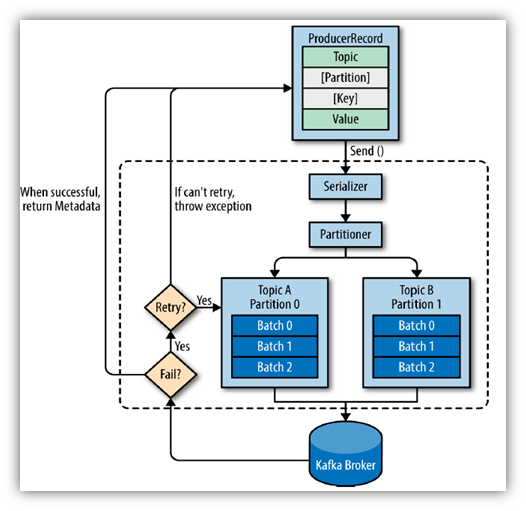 ProducerRecord
Topic
[Partition]
[Key]
Value
Send ()
Serializer
Partitioner
When successful,
return Metadata
If can't retry,
throw exception
Topic A
Partition 0
Batch 0
Batch 1
Batch 2
Topic B
Partition 1
Batch 0
Batch 1
Batch 2
Retry?
Yes
Yes
Fail?
Kafka Broker